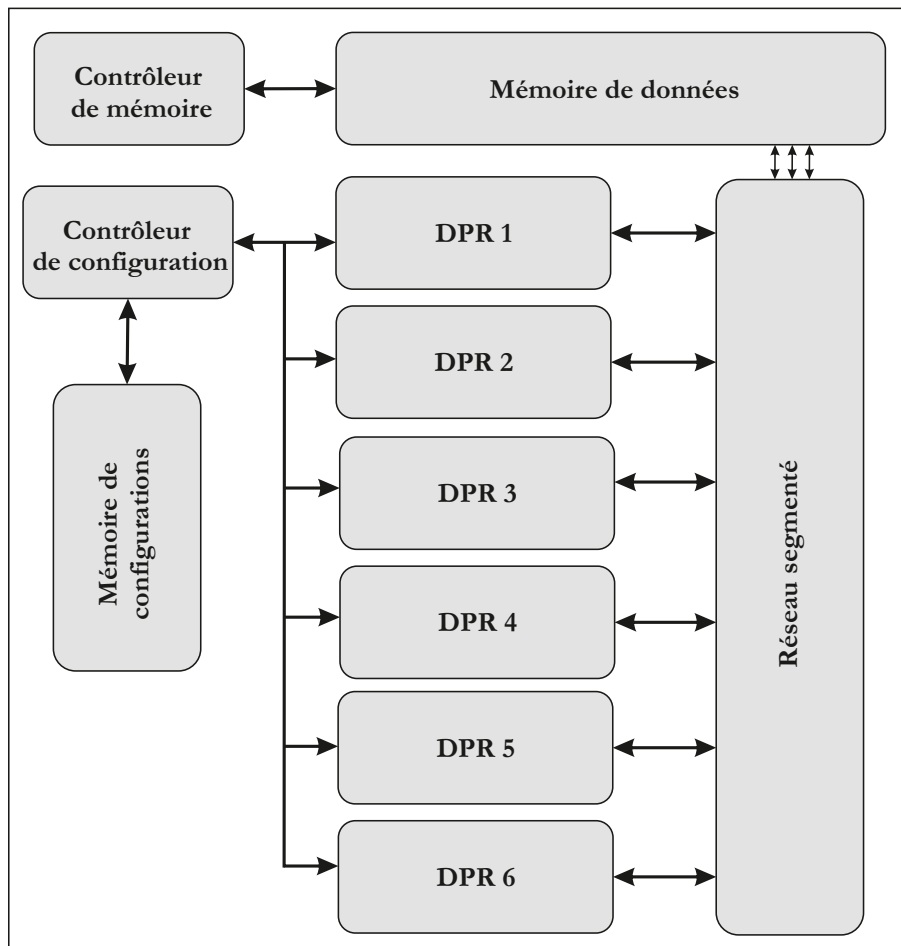 Contrôleur
de mémoire
Mémoire de données
Contrôleur
de configuration
DPR 1
DPR 2
DPR 3
DPR 4
DPR 5
DPR 6
Mémoire de
configurations
Réseau segmenté